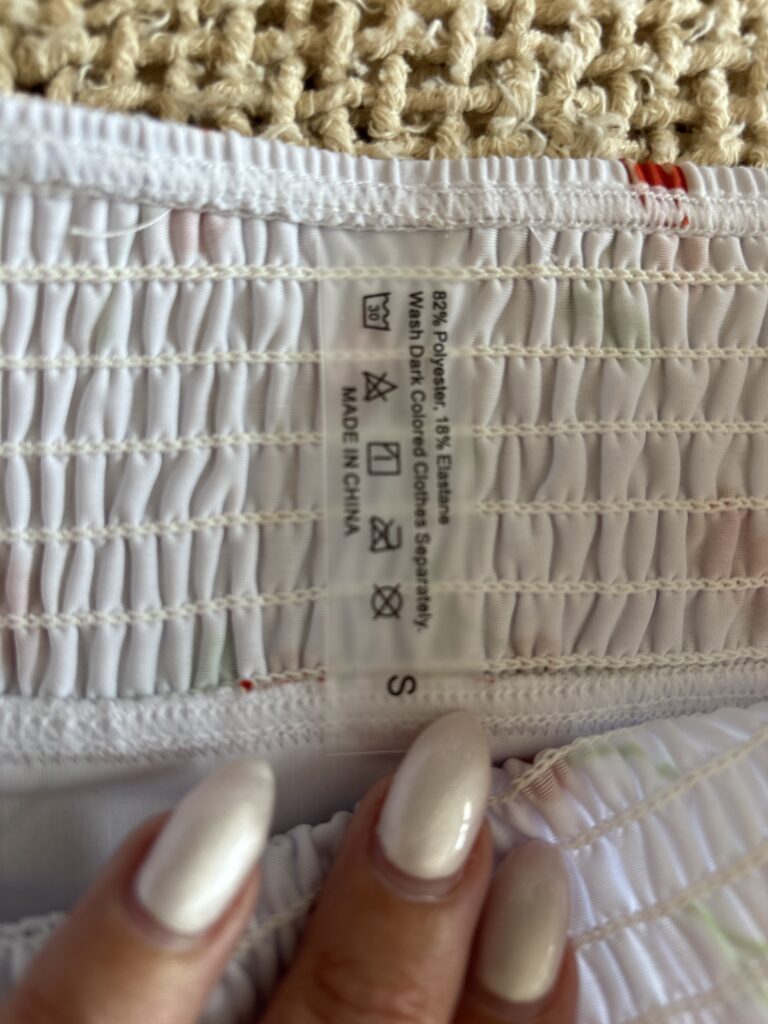 82% Polyester, 18% Elastane
Wash Dark Colored Clothes Separately.
30
MADE IN CHINA
S